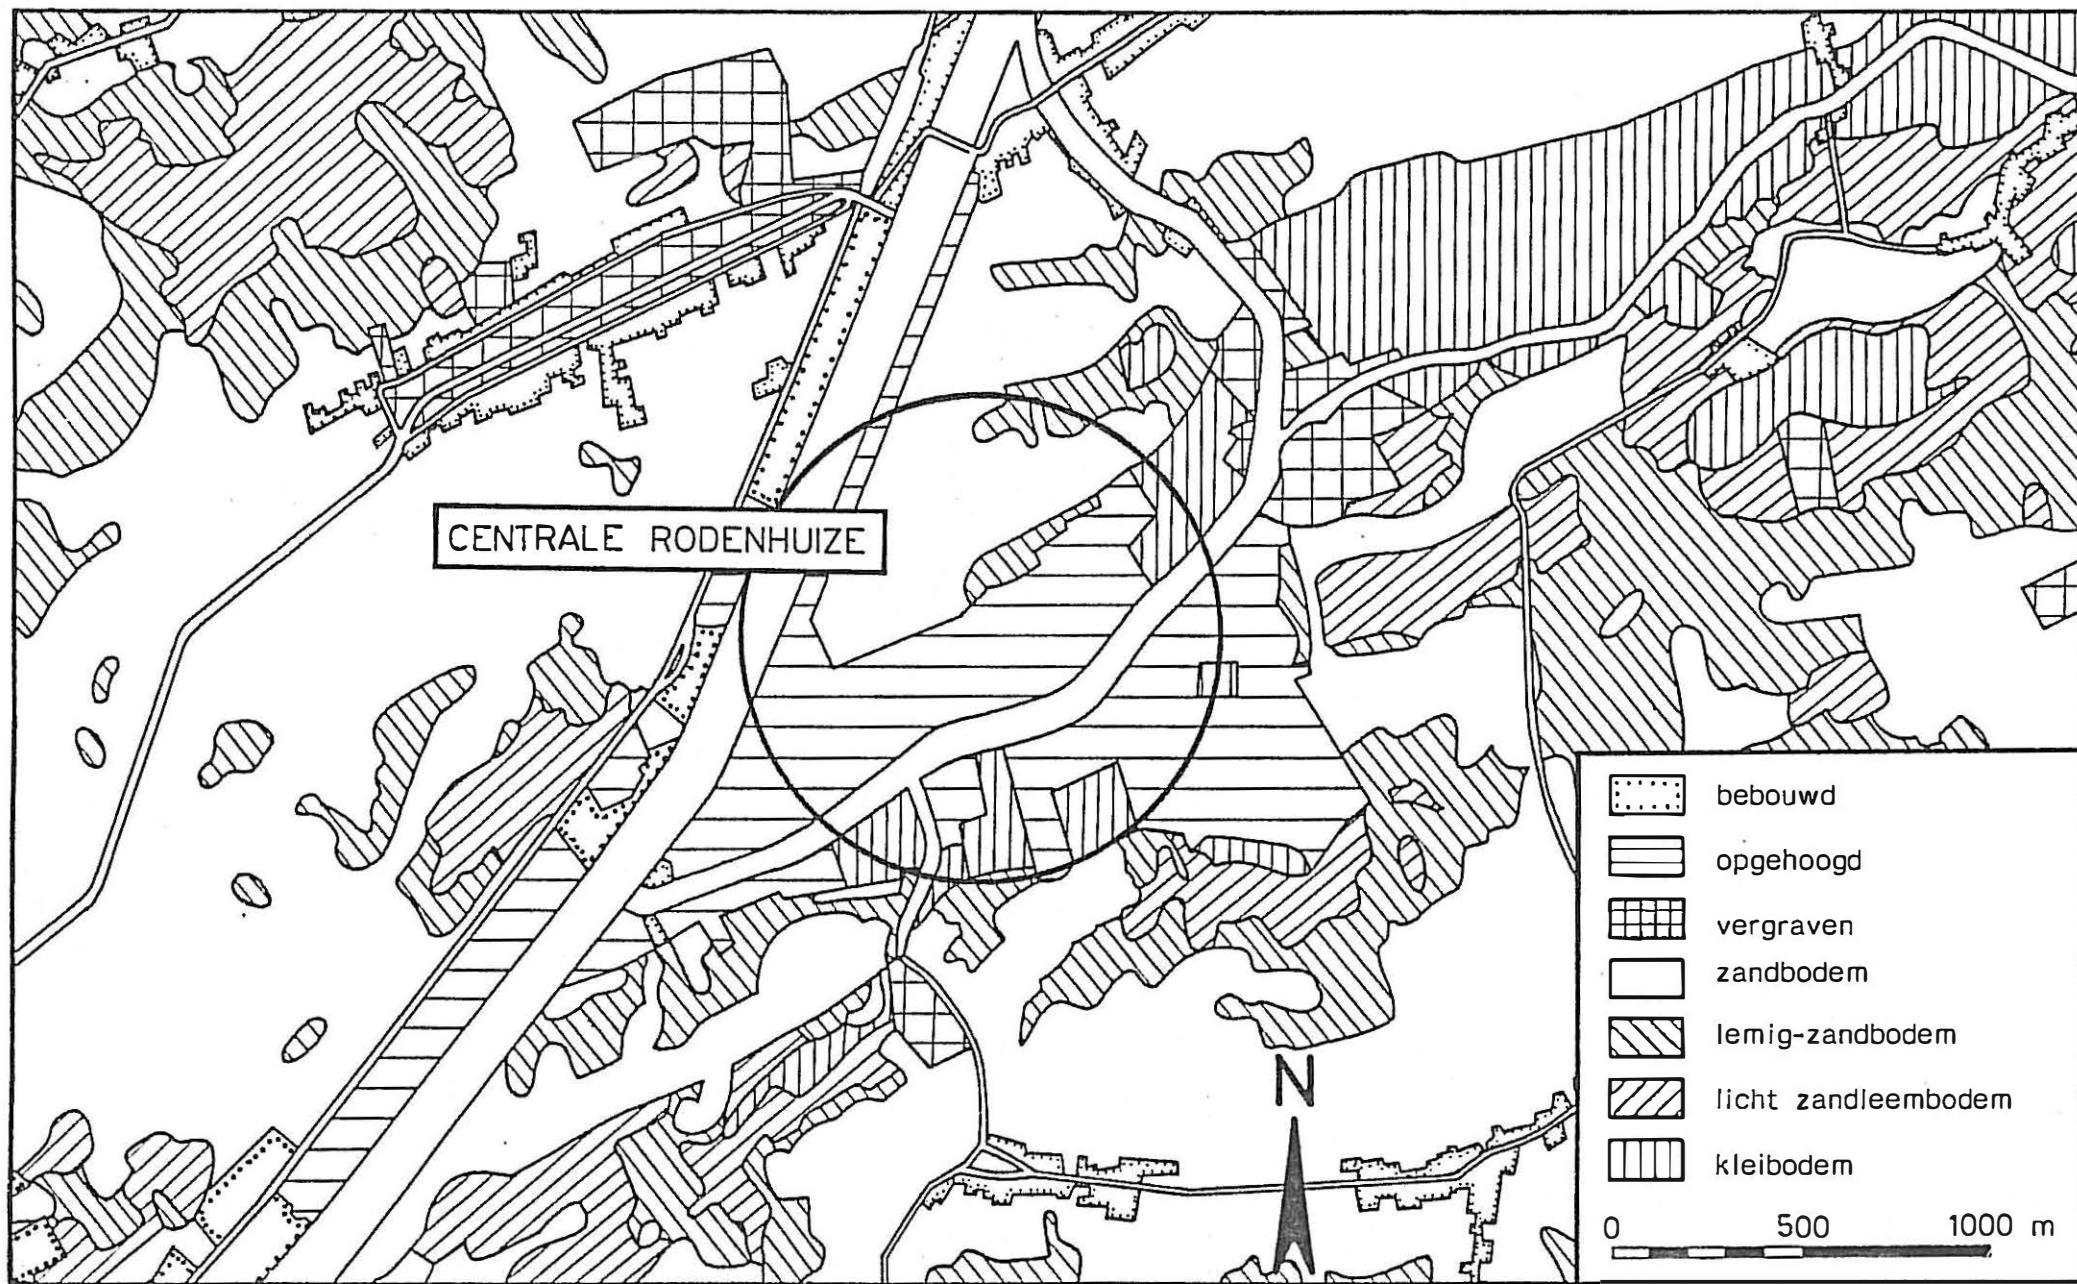 CENTRALE RODENHUIZE
bebouwd
opgehoogd
vergraven
zandbodem
lemig-zandbodem
licht zandleembodem
kleibodem
N
0 500 1000 m